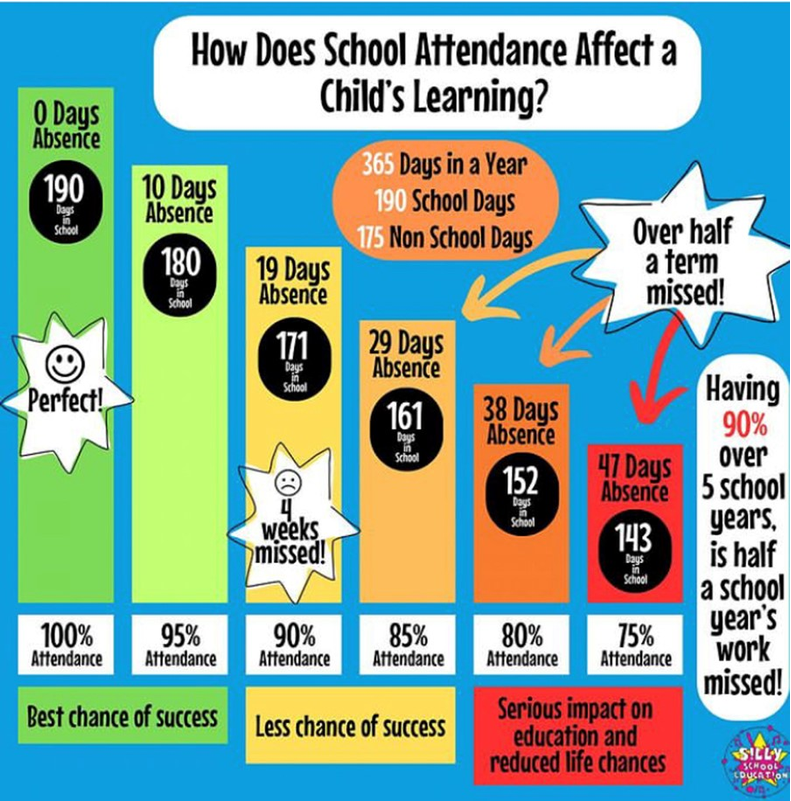 How Does School Attendance Affect a
Child's Learning?
0 Days
Absence
190
Days
in
School
Perfect!
10 Days
Absence
180
Days
in
School
19 Days
Absence
171
Days
in
School
4
weeks
missed!
365 Days in a Year
190 School Days
175 Non School Days
29 Days
Absence
161
Days
in
School
38 Days
Absence
152
Days
in
School
Over half
a term
missed!
47 Days
Absence
143
Days
in
School
Having
90%
over
5 school
years,
is half
a school
year's
work
missed!
100%
Attendance
95%
Attendance
90%
Attendance
85%
Attendance
80%
Attendance
75%
Attendance
Best chance of success
Less chance of success
Serious impact on
education and
reduced life chances
SILLY
SCHOOL
EDUCATION